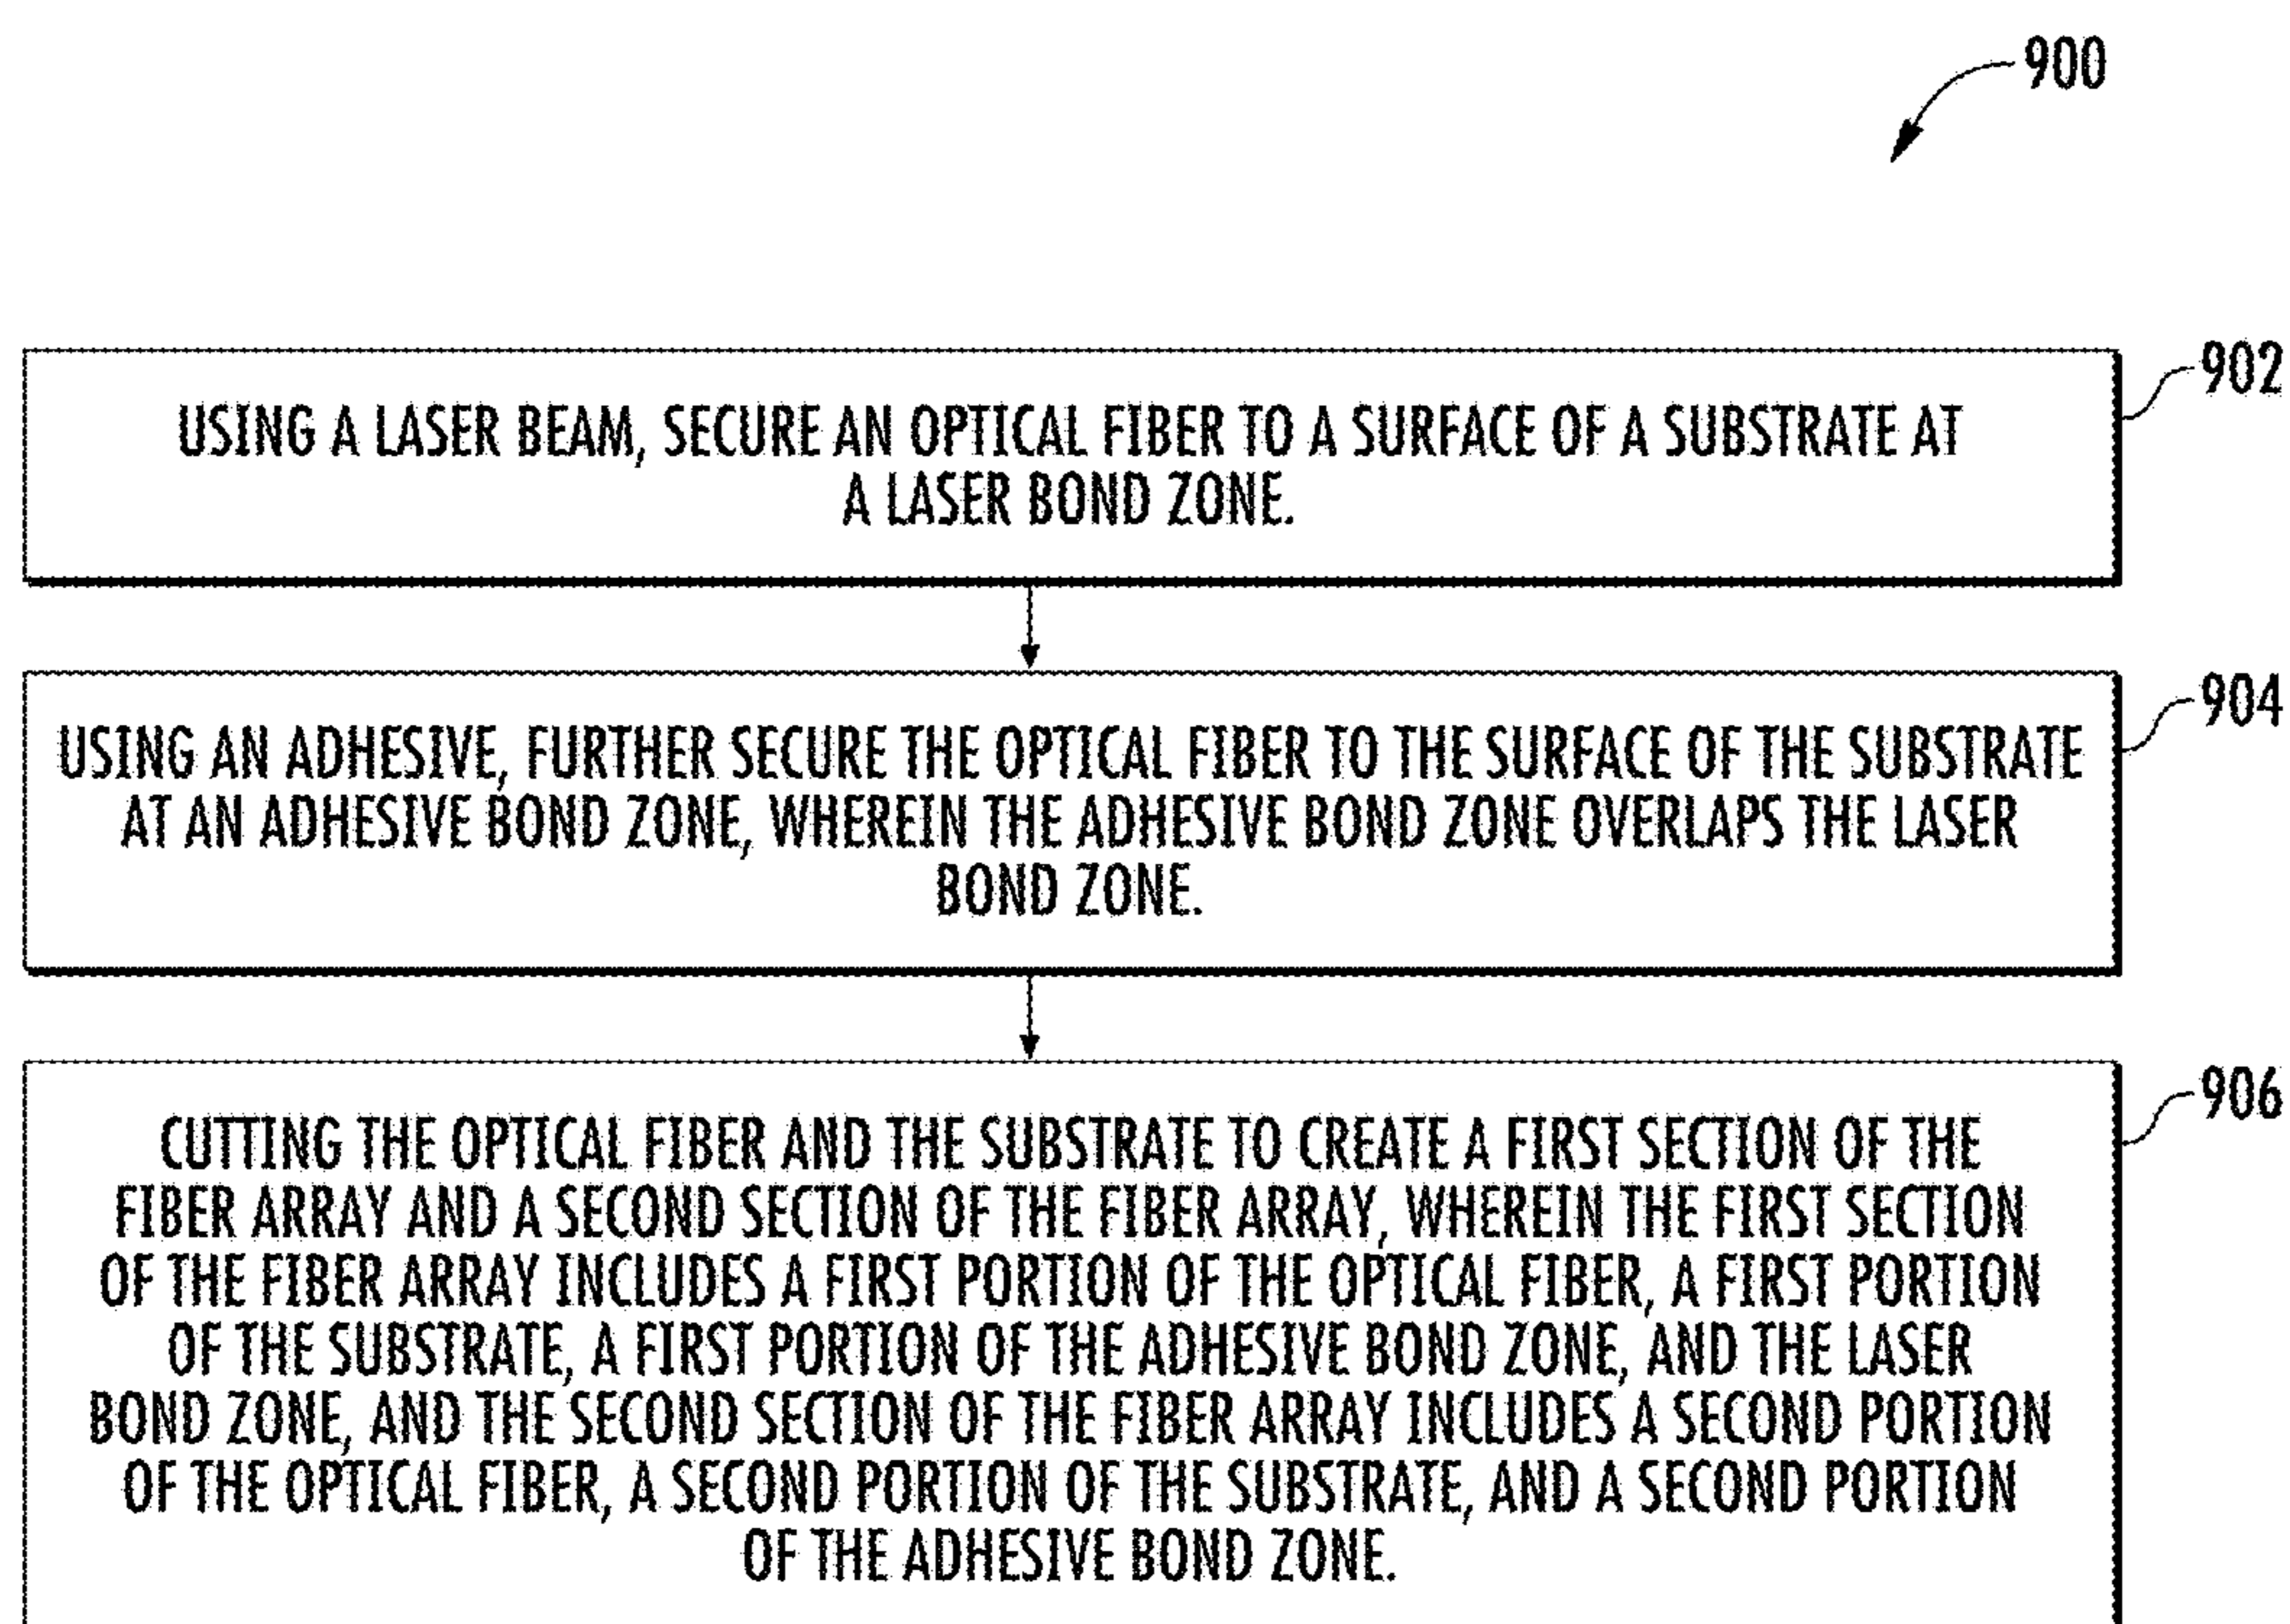 900
902
USING A LASER BEAM, SECURE AN OPTICAL FIBER TO A SURFACE OF A SUBSTRATE AT
A LASER BOND ZONE.
904
USING AN ADHESIVE, FURTHER SECURE THE OPTICAL FIBER TO THE SURFACE OF THE SUBSTRATE
AT AN ADHESIVE BOND ZONE, WHEREIN THE ADHESIVE BOND ZONE OVERLAPS THE LASER
BOND ZONE.
906
CUTTING THE OPTICAL FIBER AND THE SUBSTRATE TO CREATE A FIRST SECTION OF THE
FIBER ARRAY AND A SECOND SECTION OF THE FIBER ARRAY, WHEREIN THE FIRST SECTION
OF THE FIBER ARRAY INCLUDES A FIRST PORTION OF THE OPTICAL FIBER, A FIRST PORTION
OF THE SUBSTRATE, A FIRST PORTION OF THE ADHESIVE BOND ZONE, AND THE LASER
BOND ZONE, AND THE SECOND SECTION OF THE FIBER ARRAY INCLUDES A SECOND PORTION
OF THE OPTICAL FIBER, A SECOND PORTION OF THE SUBSTRATE, AND A SECOND PORTION
OF THE ADHESIVE BOND ZONE.